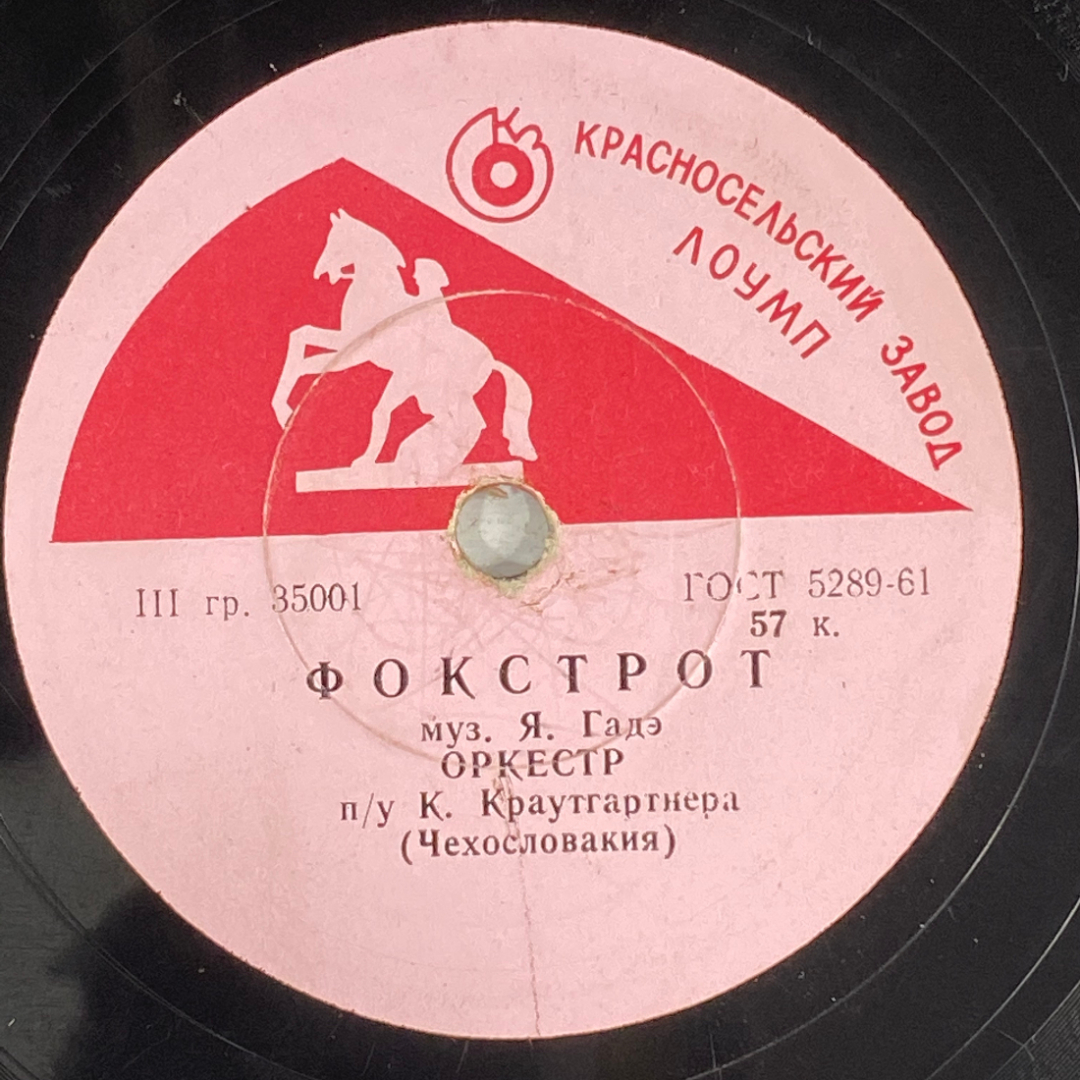 КРАСНОСЕЛЬСКИЙ ЗАВОД
ЛОУМП
III гр. 35001
ГОСТ 5289-61
57 к.
ФОКСТРОТ
муз. Я. Гадэ
ОРКЕСТР
п/у К. Краутгартнера
(Чехословакия)